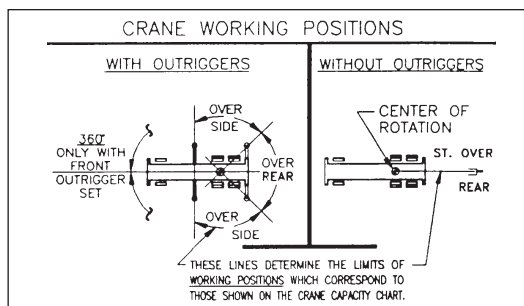 CRANE WORKING POSITIONS
WITH OUTRIGGERS
OVER
SIDE
360°
ONLY WITH
FRONT
OUTRIGGER
SET
OVER
REAR
OVER
SIDE
WITHOUT OUTRIGGERS
CENTER OF
ROTATION
ST. OVER
REAR
THESE LINES DETERMINE THE LIMITS OF
WORKING POSITIONS WHICH CORRESPOND TO
THOSE SHOWN ON THE CRANE CAPACITY CHART.